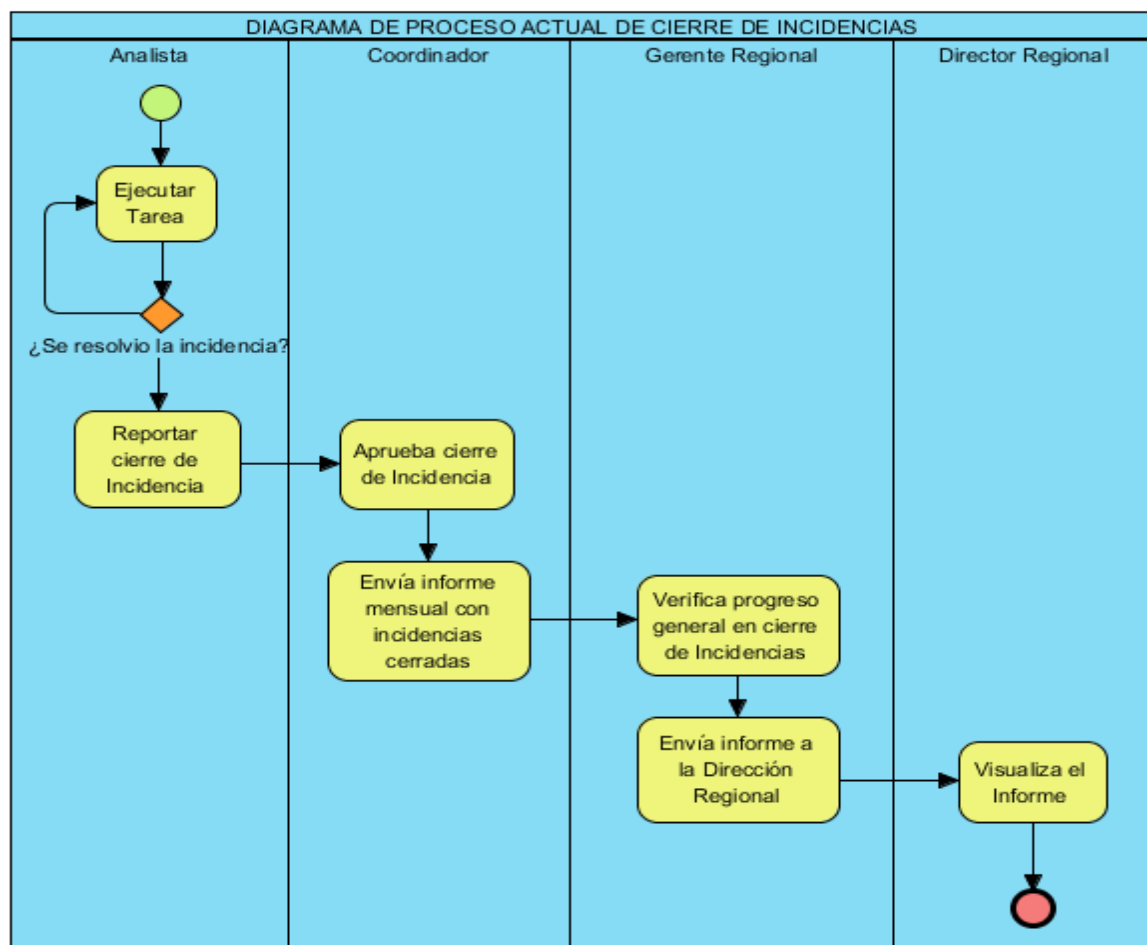 DIAGRAMA DE PROCESO ACTUAL DE CIERRE DE INCIDENCIAS
Analista
Coordinador
Gerente Regional
Director Regional
Ejecutar
Tarea
¿Se resolvio la incidencia?
Reportar
cierre de
Incidencia
Aprueba cierre
de Incidencia
Envía informe
mensual con
incidencias
cerradas
Verifica progreso
general en cierre
de Incidencias
Envía informe a
la Dirección
Regional
Visualiza el
Informe